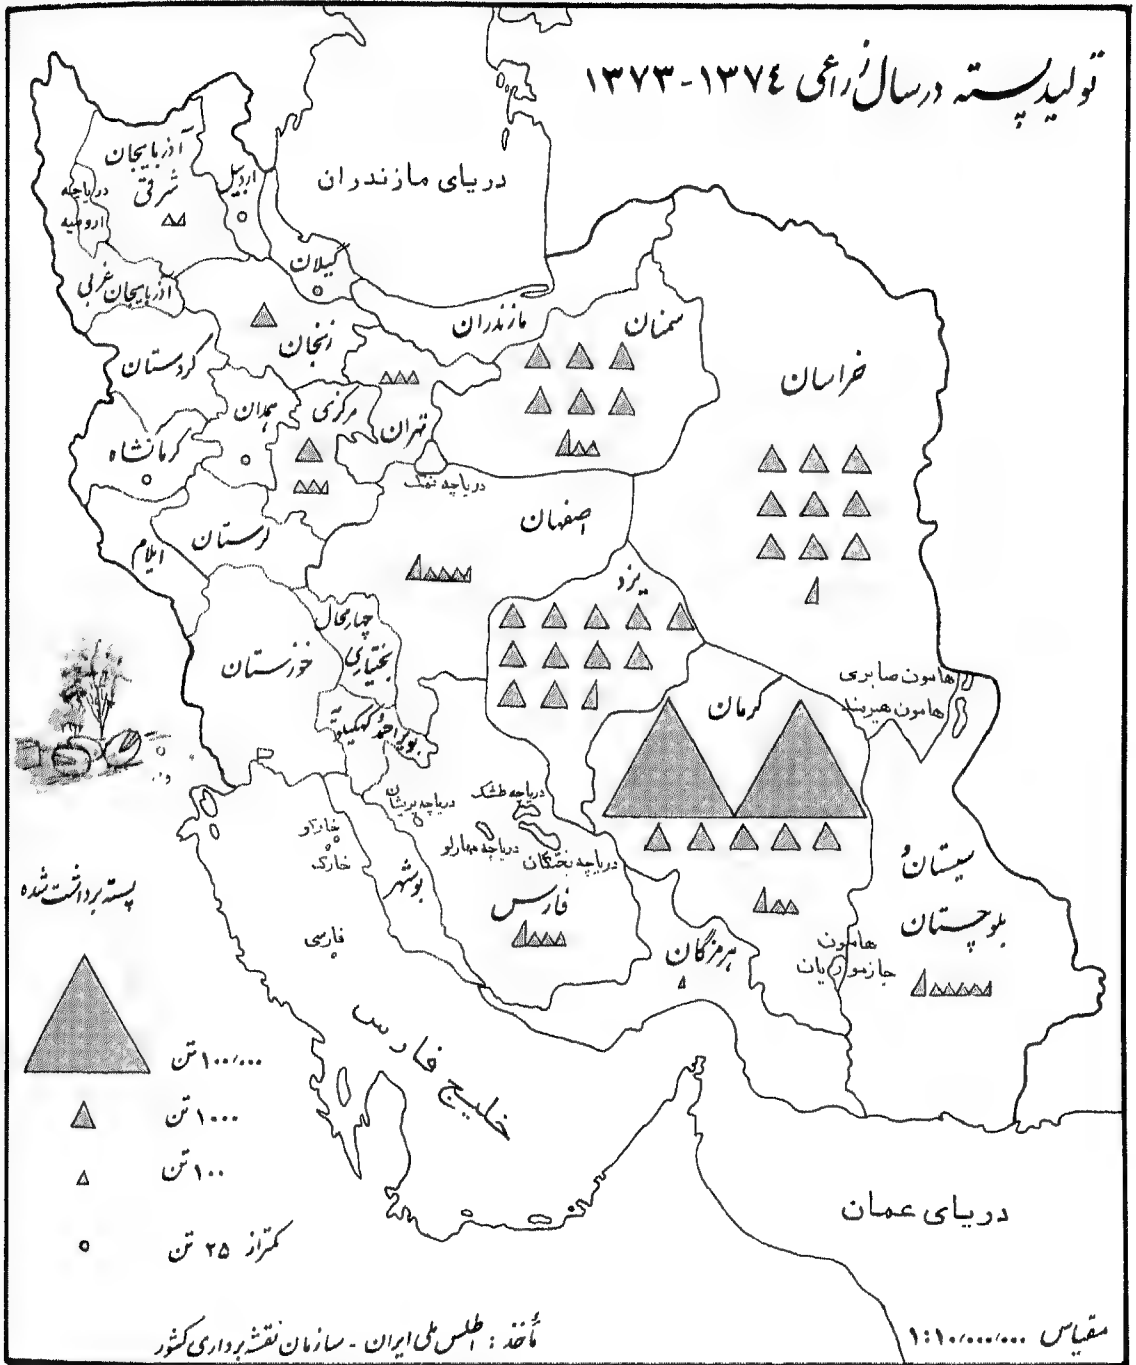 تولید پسته در سال زراعی ۱۳۷۴-۱۳۷۳
دریای مازندران
آذربایجان
شرقی
اردبیل
دریاچه
ارومیه
گیلان
آذربایجان غربی
زنجان
مازندران
سمنان
خراسان
کردستان
همدان
مرکزی
تهران
کرمانشاه
دریاچه نمک
اصفهان
لرستان
ایلام
یزد
چهارمحال
بختیاری
خوزستان
کرمان
هامون صابری
هامون هیرمند
بویراحمد کهکیلویه
دریاچه پریشان
دریاچه طشک
دریاچه مهارلو
دریاچه بختگان
خارکو
خارک
بوشهر
فارس
فارسی
سیستان و
بلوچستان
هرمزگان
هامون
جازموریان
پسته برداشت شده
۱۰۰/۰۰۰ تن
۱۰۰۰ تن
۱۰۰ تن
کمتر از ۲۵ تن
خلیج فارس
دریای عمان
مأخذ : اطلس ملی ایران - سازمان نقشه برداری کشور
مقیاس ۱:۱۰/۰۰۰/۰۰۰